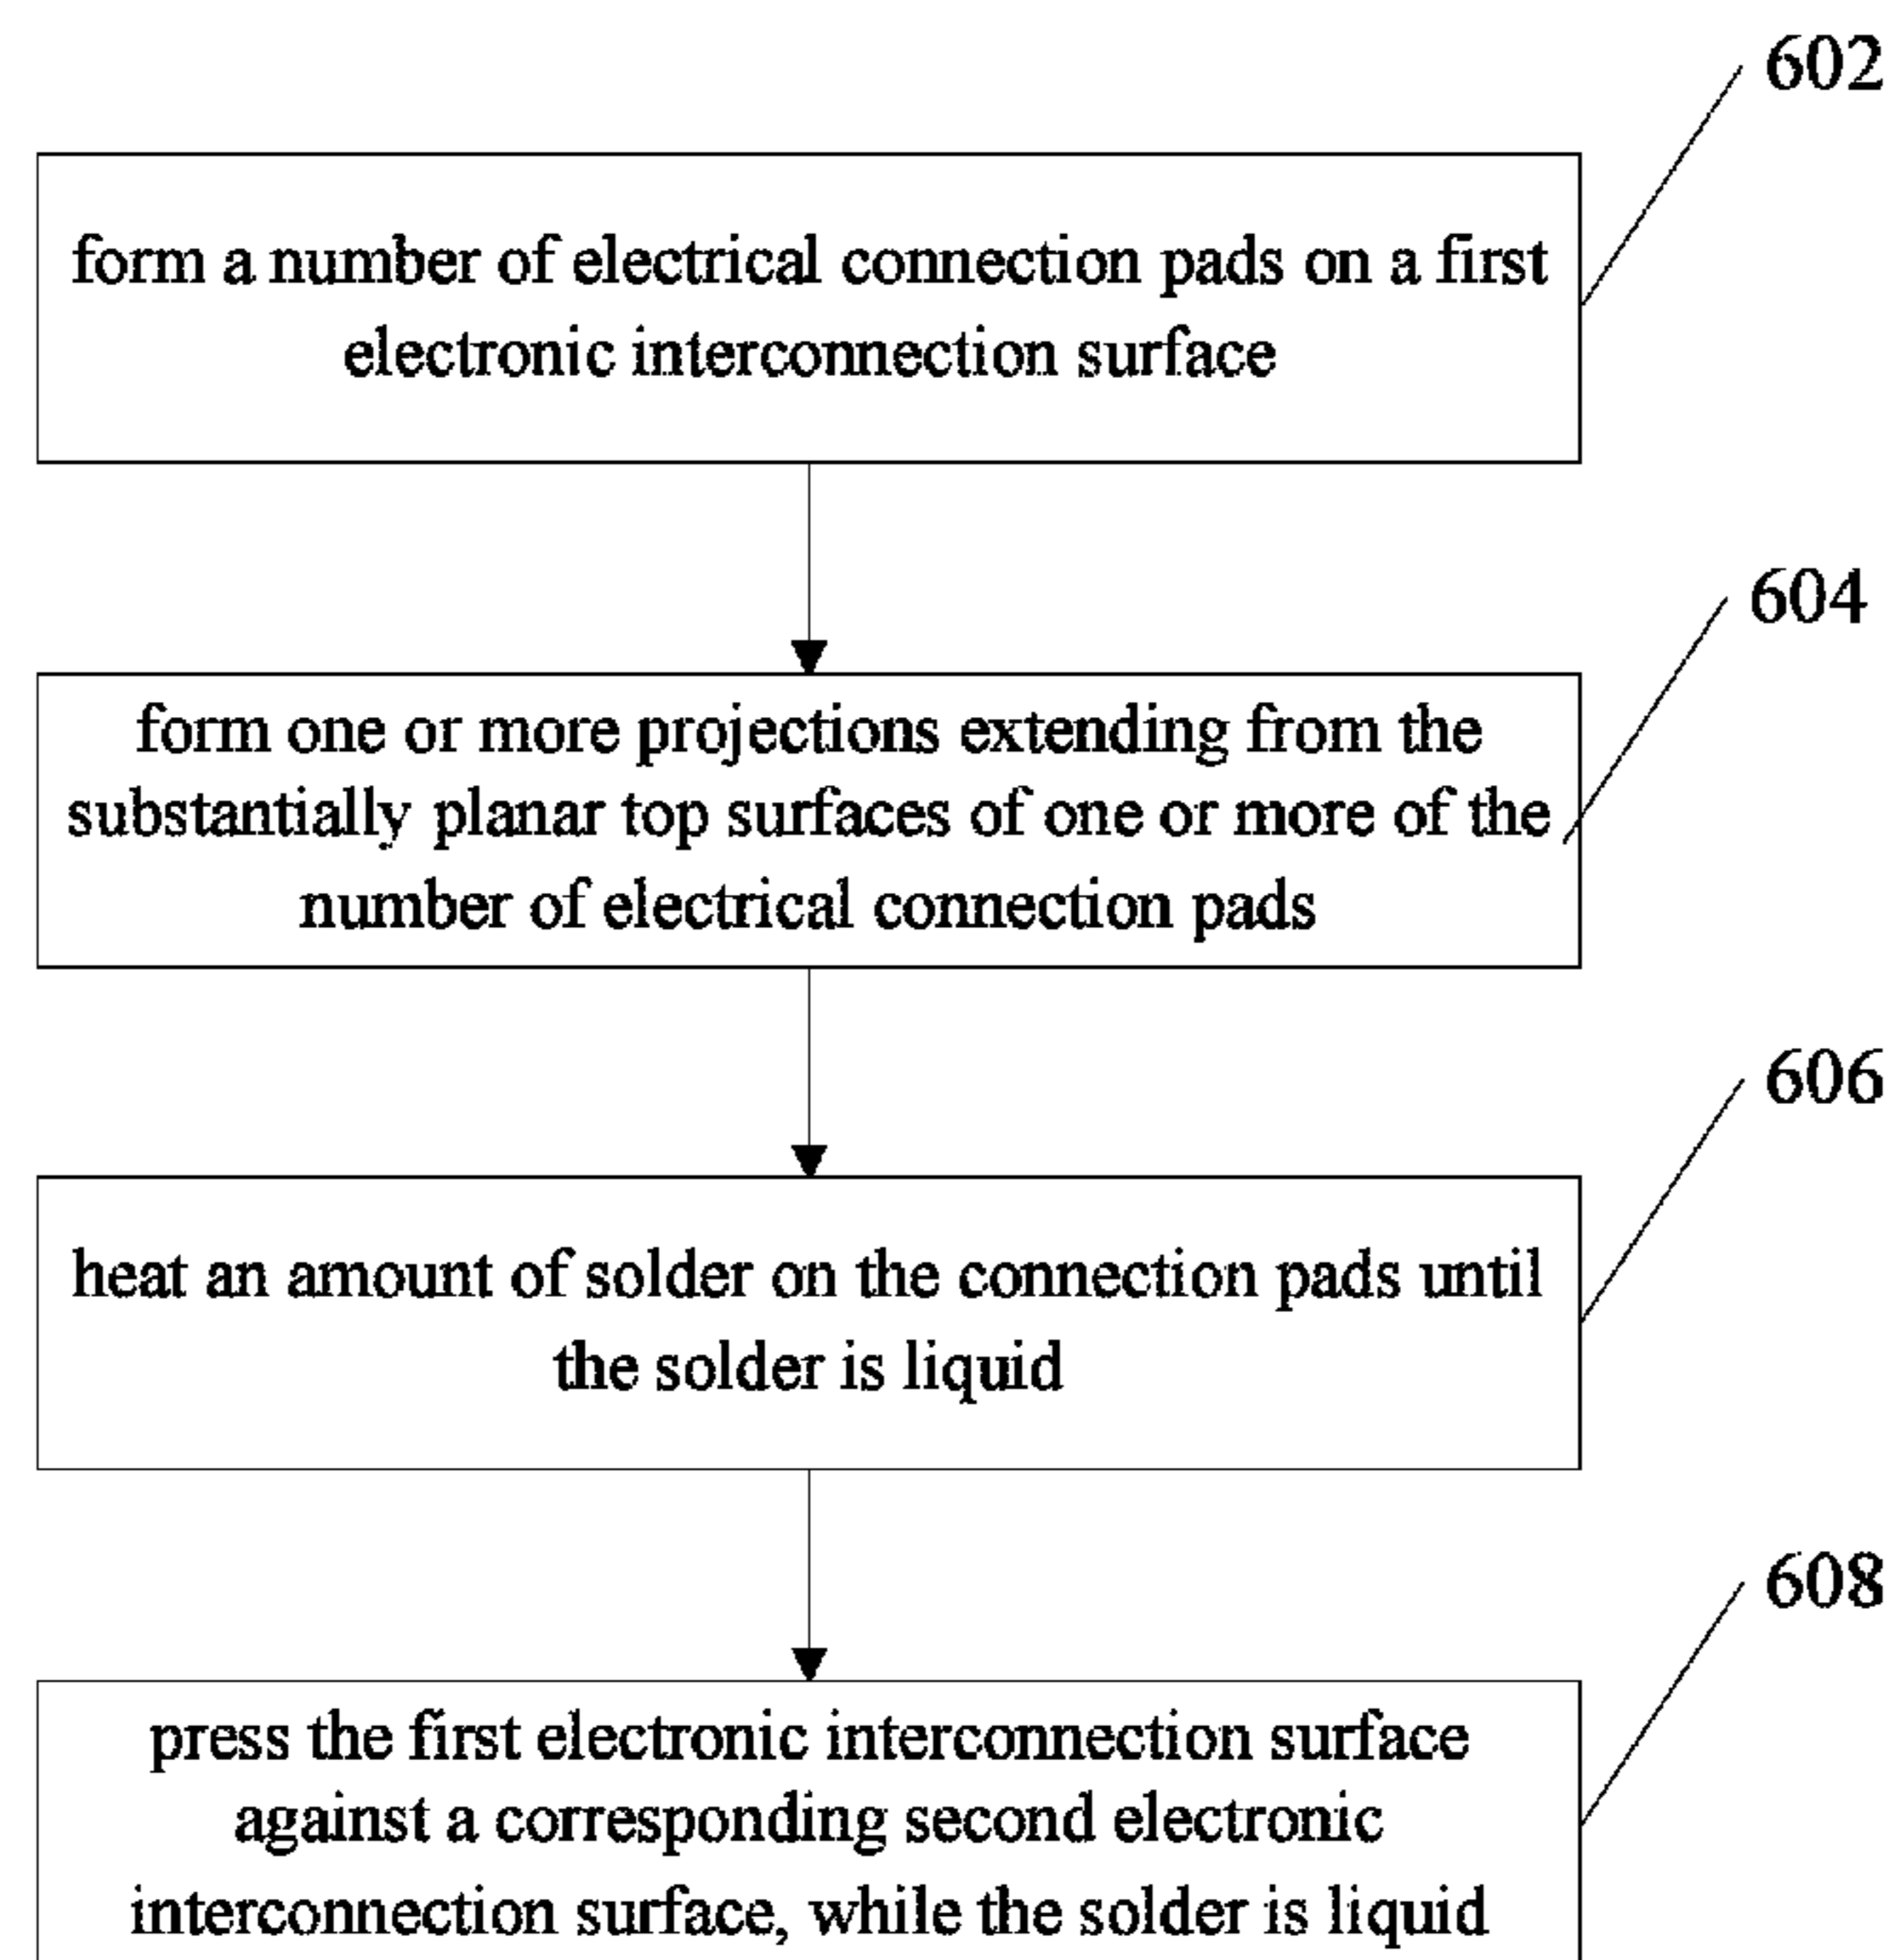 602
form a number of electrical connection pads on a first
electronic interconnection surface
604
form one or more projections extending from the
substantially planar top surfaces of one or more of the
number of electrical connection pads
606
heat an amount of solder on the connection pads until
the solder is liquid
608
press the first electronic interconnection surface
against a corresponding second electronic
interconnection surface, while the solder is liquid